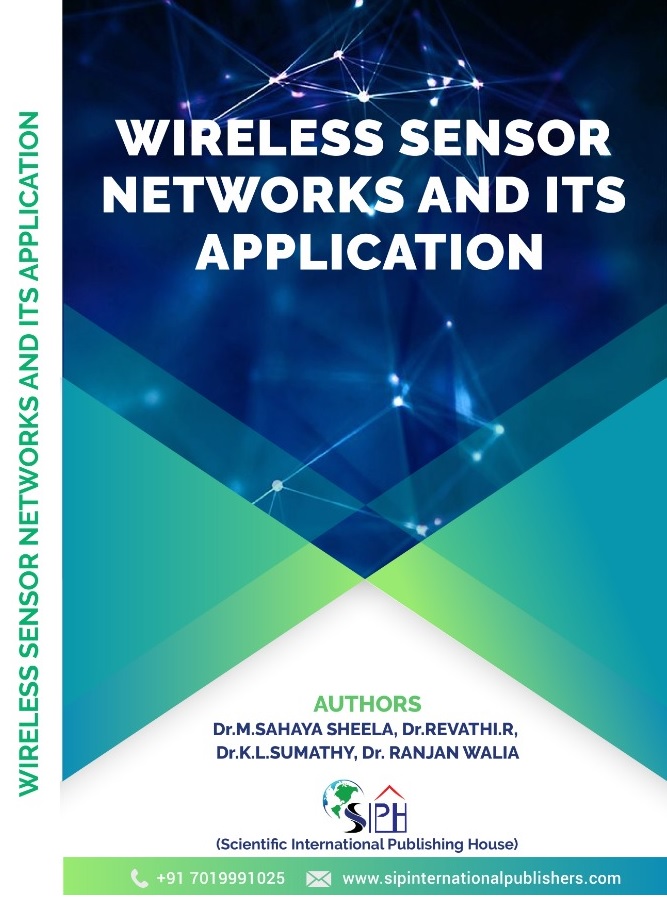 WIRELESS SENSOR NETWORKS AND ITS APPLICATION
WIRELESS SENSOR
NETWORKS AND ITS
APPLICATION
AUTHORS
Dr.M.SAHAYA SHEELA, Dr.REVATHI.R,
Dr.K.L.SUMATHY, Dr. RANJAN WALIA
SIPH
(Scientific International Publishing House)
+91 7019991025 www.sipinternationalpublishers.com